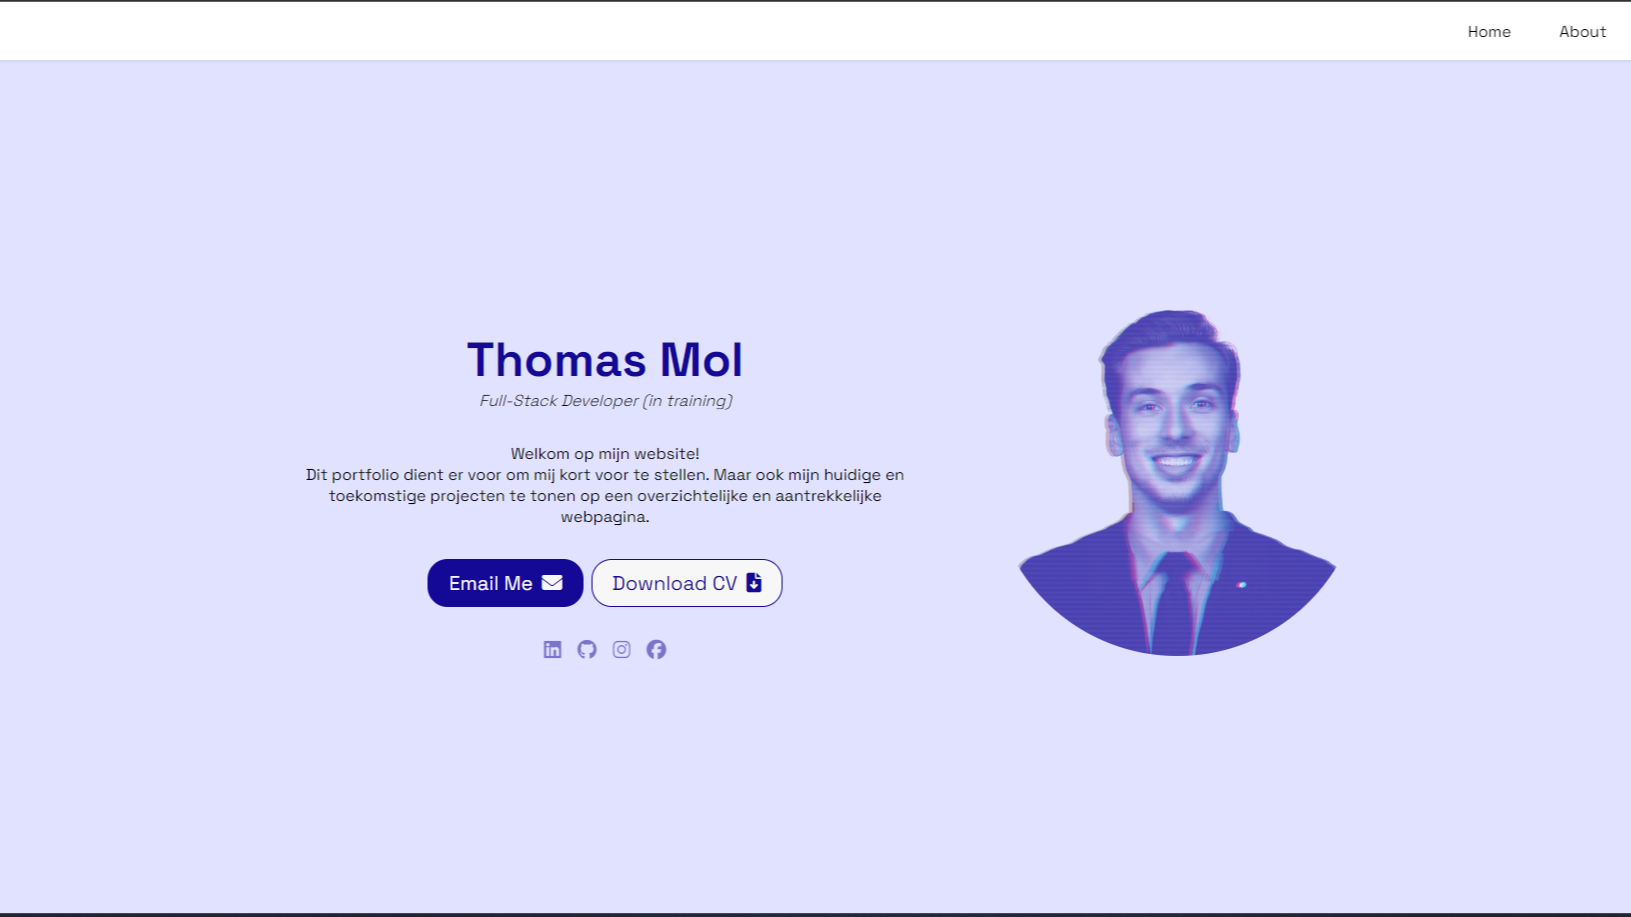 Home
About
Thomas Mol
Full-Stack Developer (in training)
Welkom op mijn website!
Dit portfolio dient er voor om mij kort voor te stellen. Maar ook mijn huidige en
toekomstige projecten te tonen op een overzichtelijke en aantrekkelijke
webpagina.
Email Me
Download CV